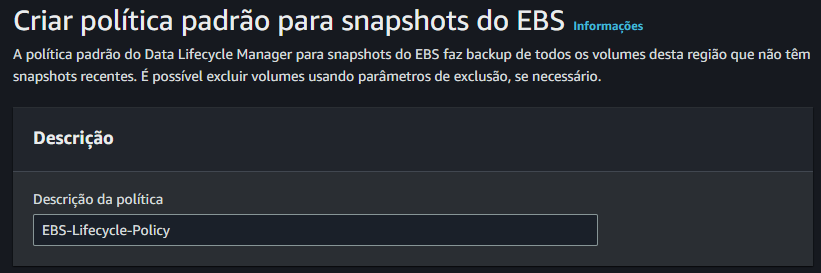 Criar política padrão para snapshots do EBS Informações
A política padrão do Data Lifecycle Manager para snapshots do EBS faz backup de todos os volumes desta região que não têm
snapshots recentes. É possível excluir volumes usando parâmetros de exclusão, se necessário.
Descrição
Descrição da política
EBS-Lifecycle-Policy